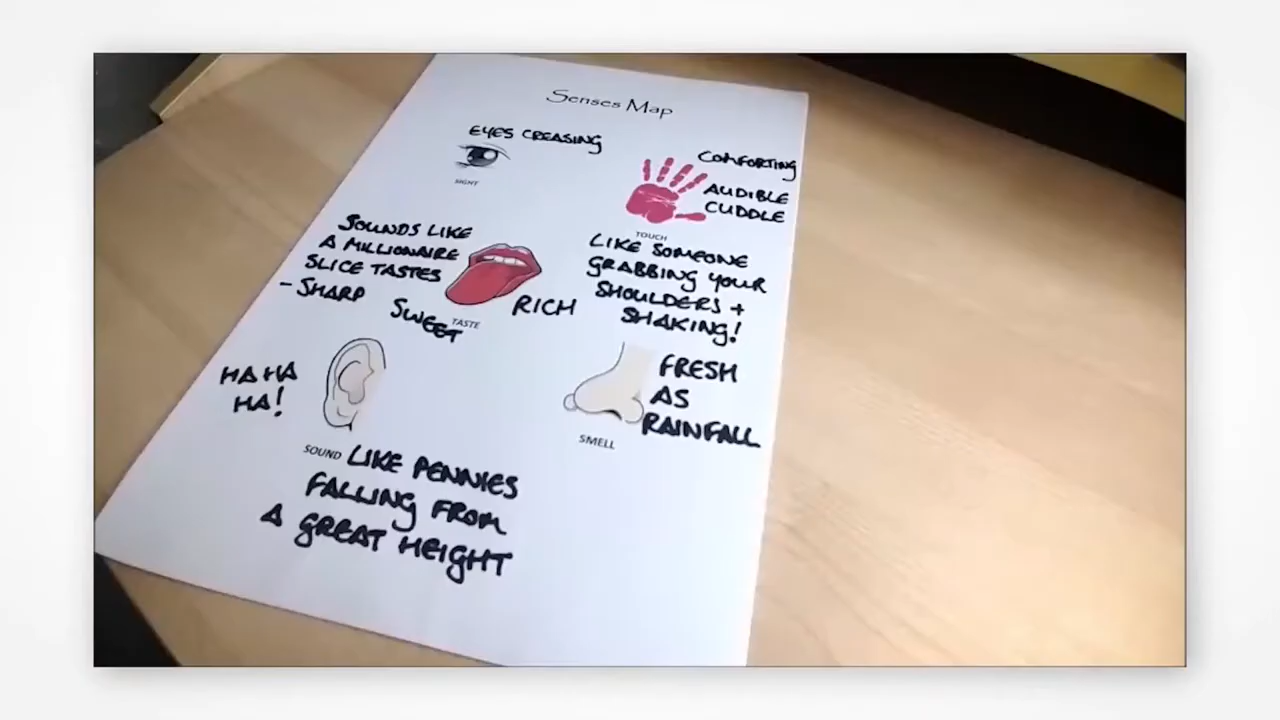 Senses Map
EYES CREASING
SIGHT
COMFORTING
AUDIBLE
CUDDLE
TOUCH
LIKE SOMEONE
GRABBING YOUR
SHOULDERS +
SHAKING!
SOUNDS LIKE
A MILLIONAIRE
SLICE TASTES
- SHARP
SWEET
RICH
TASTE
HA HA
HA!
SOUND
LIKE PENNIES
FALLING FROM
A GREAT HEIGHT
FRESH
AS
RAINFALL
SMELL